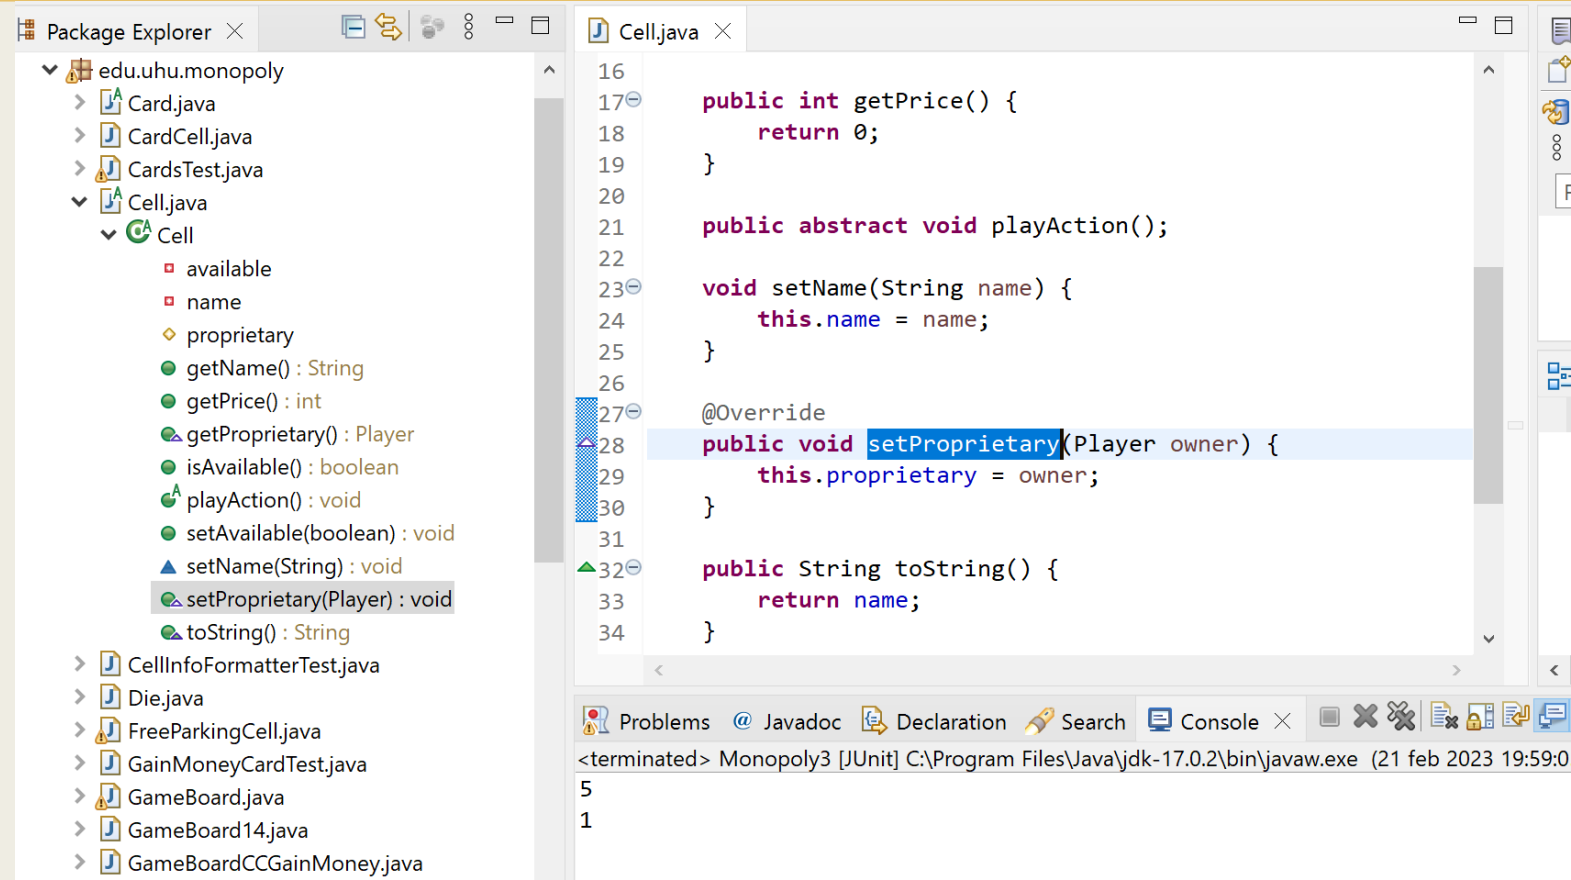 Package Explorer
edu.uhu.monopoly
Card.java
CardCell.java
CardsTest.java
Cell.java
Cell
available
name
proprietary
getName() : String
getPrice() : int
getProprietary() : Player
isAvailable() : boolean
playAction() : void
setAvailable(boolean) : void
setName(String) : void
setProprietary(Player) : void
toString() : String
CellInfoFormatterTest.java
Die.java
FreeParkingCell.java
GainMoneyCardTest.java
GameBoard.java
GameBoard14.java
GameBoardCCGainMoney.java
Cell.java
16
17 public int getPrice() {
18 return 0;
19 }
20
21 public abstract void playAction();
22
23 void setName(String name) {
24 this.name = name;
25 }
26
27 @Override
28 public void setProprietary(Player owner) {
29 this.proprietary = owner;
30 }
31
32 public String toString() {
33 return name;
34 }
Problems @ Javadoc Declaration Search Console
<terminated> Monopoly3 [JUnit] C:\Program Files\Java\jdk-17.0.2\bin\javaw.exe (21 feb 2023 19:59:0
5
1